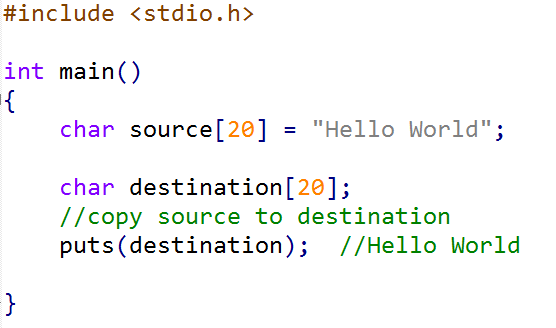 #include <stdio.h>
int main()
{
char source[20] = "Hello World";
char destination[20];
//copy source to destination
puts(destination);  //Hello World
}